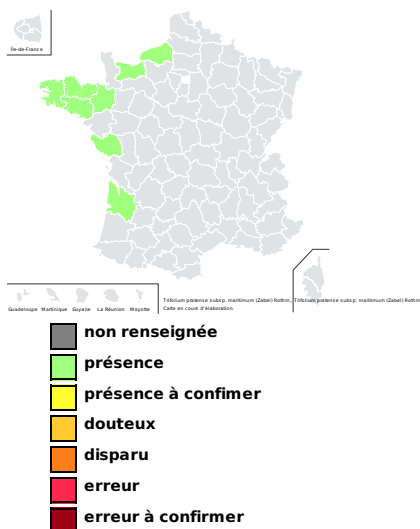 Île-de-France
Guadeloupe Martinique Guyane La Réunion Mayotte
Trifolium pratense subsp. maritimum (Zabel) Rothm., Trifolium pratense subsp. maritimum (Zabel) Rothm
Carte en cours d'élaboration.
non renseignée
présence
présence à confimer
douteux
disparu
erreur
erreur à confirmer